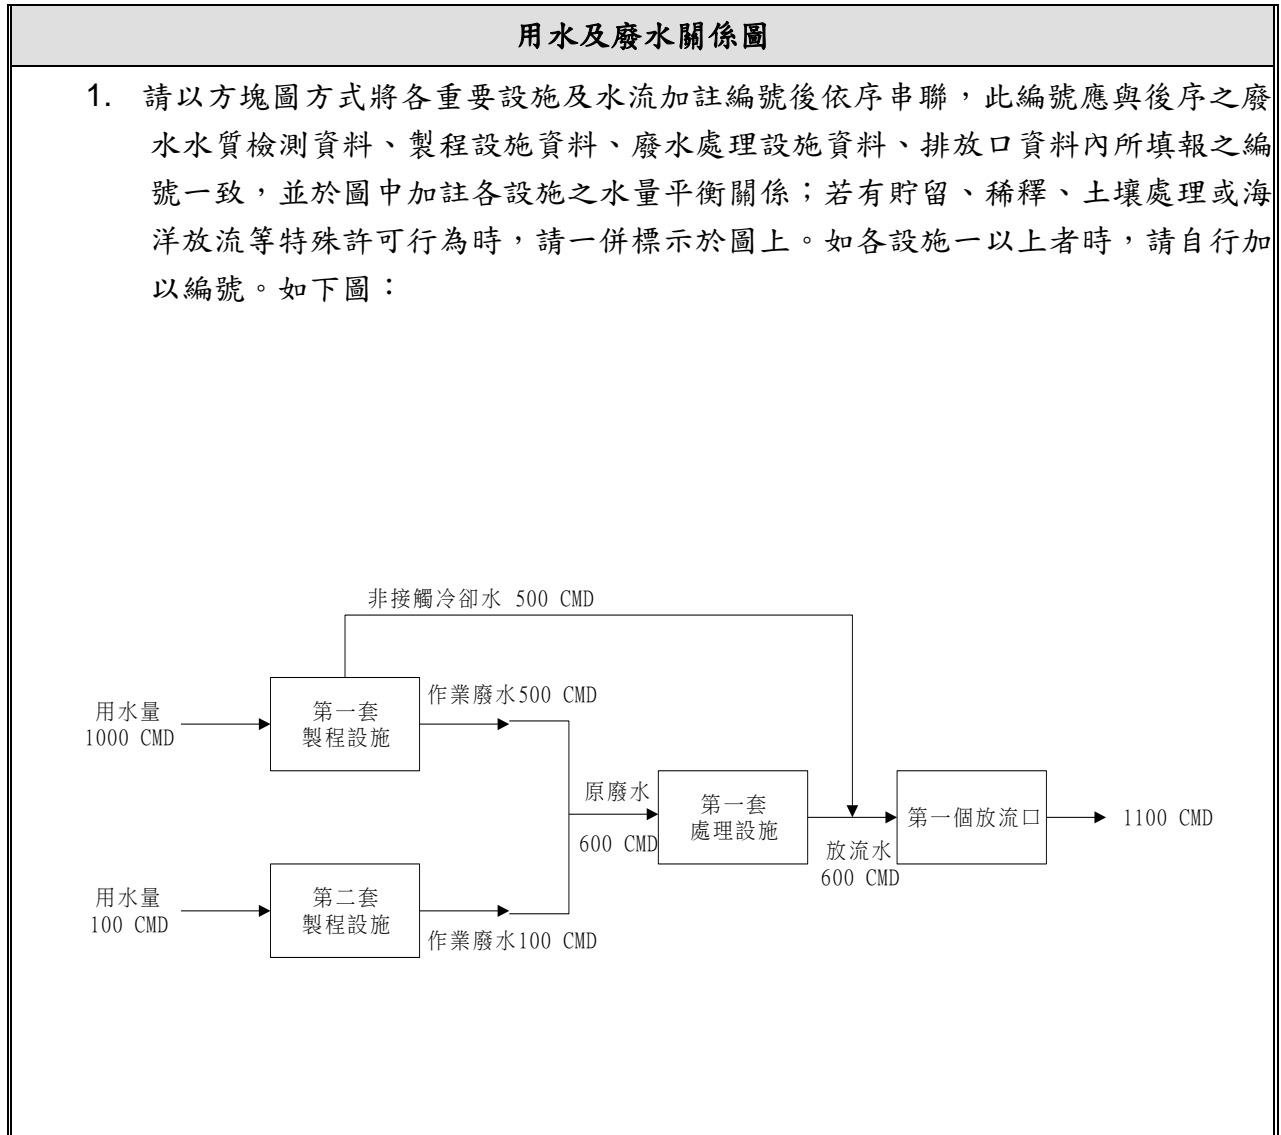 用水及廢水關係圖
1. 請以方塊圖方式將各重要設施及水流加註編號後依序串聯，此編號應與後序之廢
水水質檢測資料、製程設施資料、廢水處理設施資料、排放口資料內所填報之編
號一致，並於圖中加註各設施之水量平衡關係；若有貯留、稀釋、土壤處理或海
洋放流等特殊許可行為時，請一併標示於圖上。如各設施一以上者時，請自行加
以編號。如下圖：
非接觸冷卻水 500 CMD
用水量
1000 CMD
第一套
製程設施
作業廢水500 CMD
原廢水
600 CMD
第一套
處理設施
放流水
600 CMD
第一個放流口
1100 CMD
用水量
100 CMD
第二套
製程設施
作業廢水100 CMD